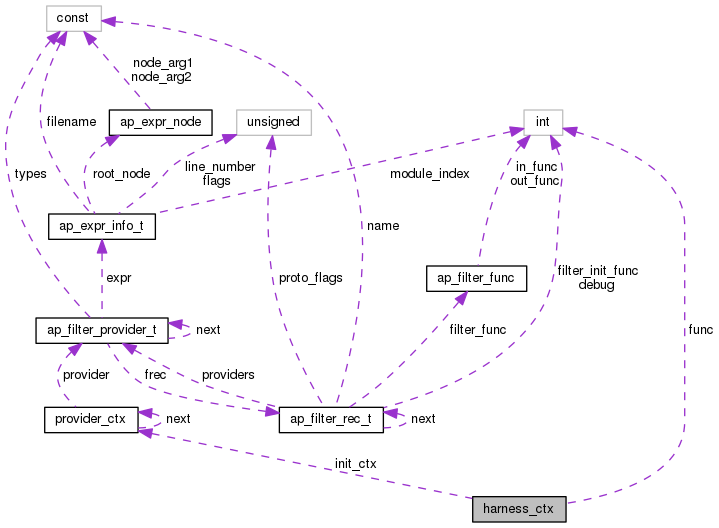 const
node_arg1
node_arg2
ap_expr_node
unsigned
int
filename
types
root_node
line_number
flags
module_index
in_func
out_func
ap_expr_info_t
name
expr
proto_flags
ap_filter_func
filter_init_func
debug
ap_filter_provider_t
next
filter_func
func
provider
frec
providers
provider_ctx
next
ap_filter_rec_t
next
init_ctx
harness_ctx